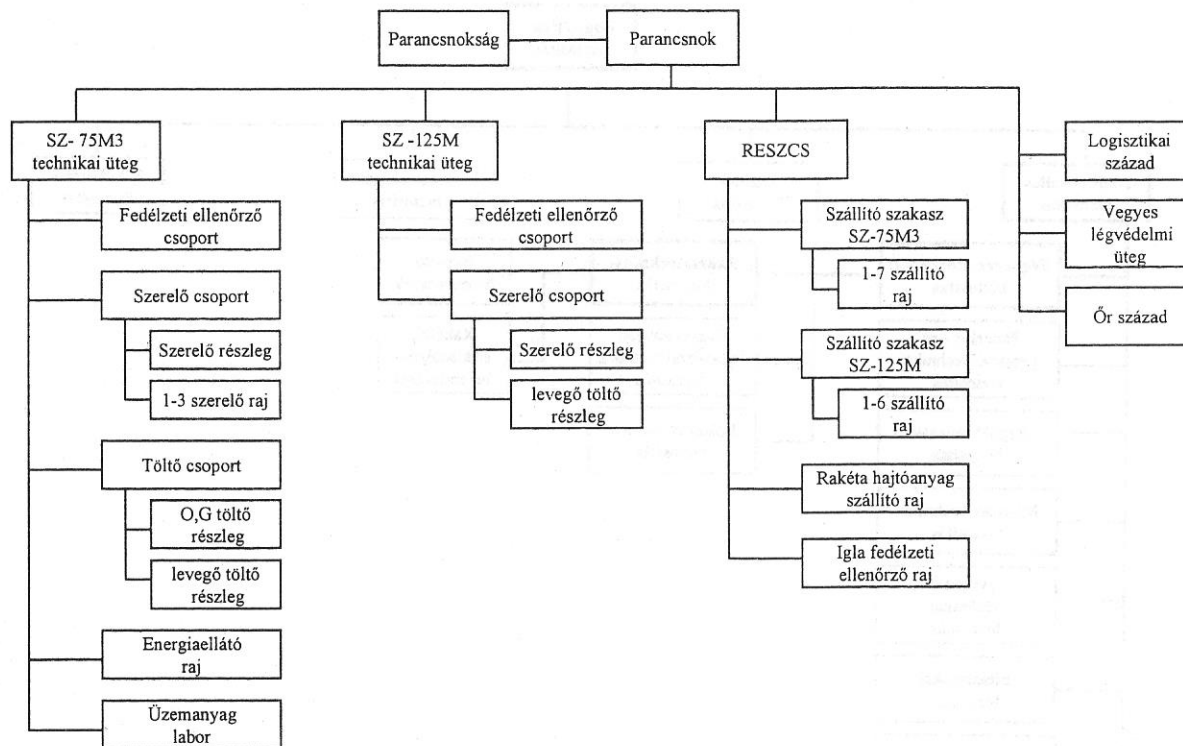 Parancsnokság
Parancsnok
SZ- 75M3
technikai üteg
Fedélzeti ellenőrző
csoport
Szerelő csoport
Szerelő részleg
1-3 szerelő raj
Töltő csoport
O,G töltő
részleg
levegő töltő
részleg
Energiaellátó
raj
Üzemanyag
labor
SZ -125M
technikai üteg
Fedélzeti ellenőrző
csoport
Szerelő csoport
Szerelő részleg
levegő töltő
részleg
RESZCS
Szállító szakasz
SZ-75M3
1-7 szállító
raj
Szállító szakasz
SZ-125M
1-6 szállító
raj
Rakéta hajtóanyag
szállító raj
Igla fedélzeti
ellenőrző raj
Logisztikai
század
Vegyes
légvédelmi
üteg
Őr század